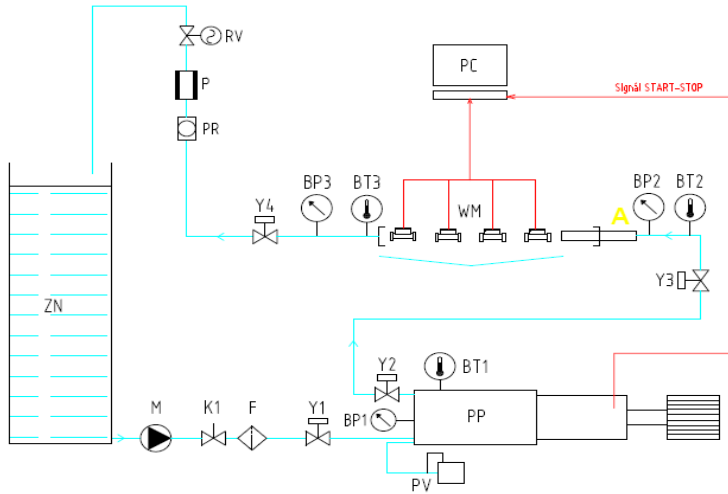 RV
PC
Signál START-STOP
P
PR
BP3
BT3
BP2
BT2
Y4
WM
A
Y3
ZN
Y2
BT1
M
K1
F
Y1
BP1
PP
PV